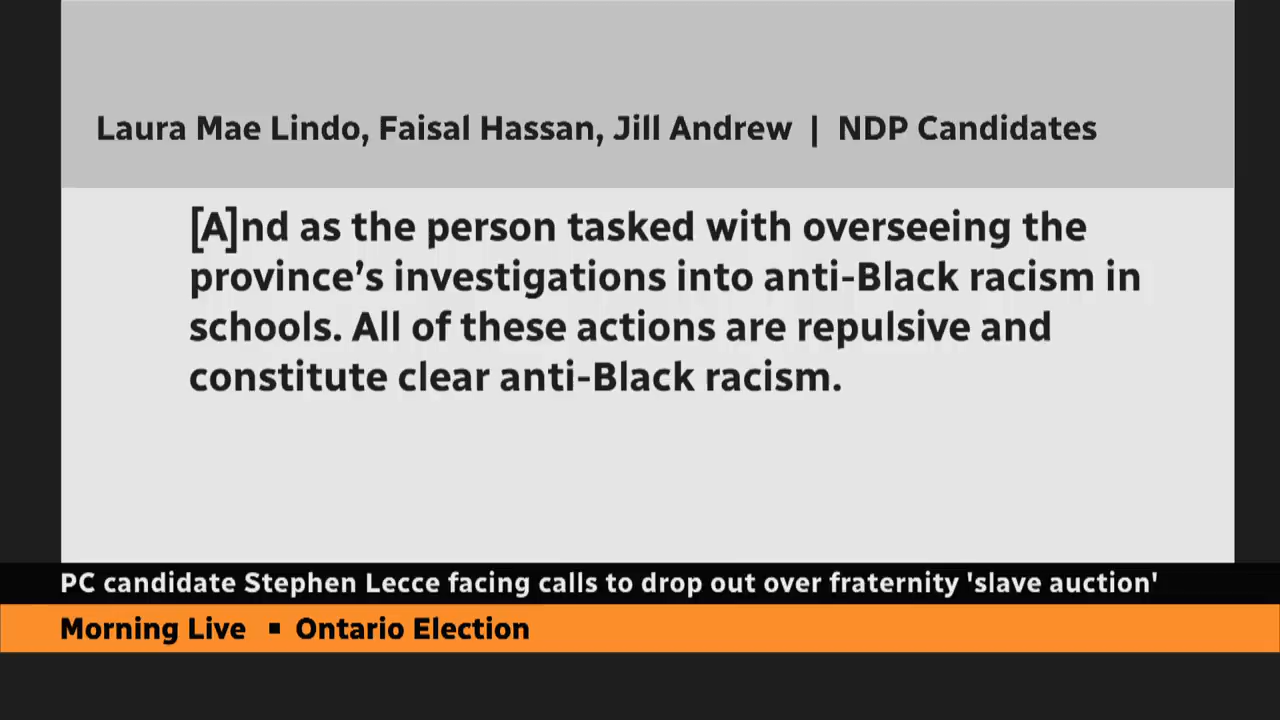 Laura Mae Lindo, Faisal Hassan, Jill Andrew | NDP Candidates
[A]nd as the person tasked with overseeing the
province’s investigations into anti-Black racism in
schools. All of these actions are repulsive and
constitute clear anti-Black racism.
PC candidate Stephen Lecce facing calls to drop out over fraternity 'slave auction'
Morning Live ▪ Ontario Election